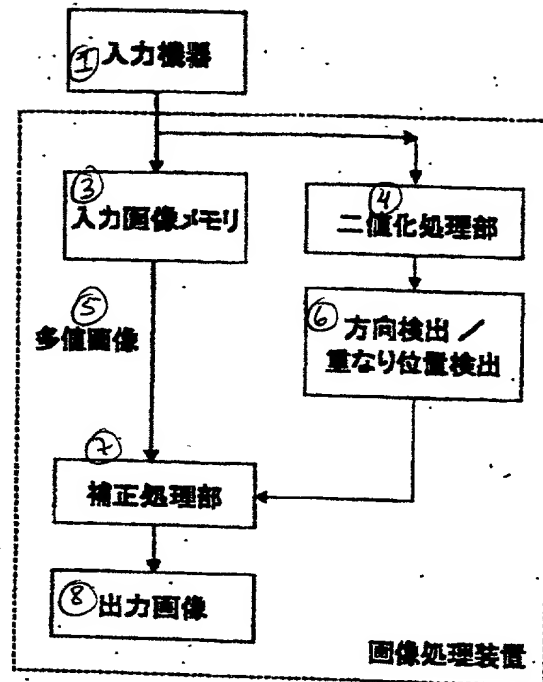 ① 入力機器
③
入力画像メモリ
④
二値化処理部
⑤
多値画像
⑥ 方向検出 /
重なり位置検出
⑦
補正処理部
⑧ 出力画像
画像処理装置